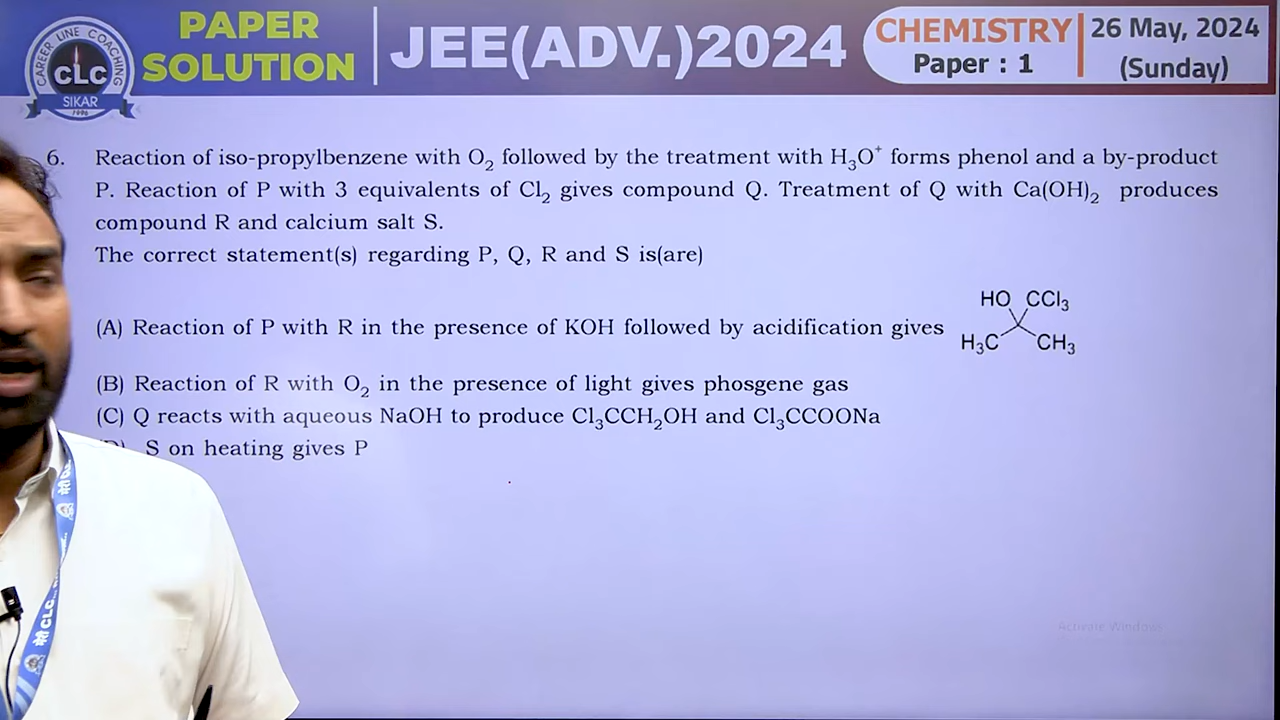 CAREER LINE COACHING
CLC
SIKAR
1996
PAPER
SOLUTION
JEE(ADV.)2024
CHEMISTRY
Paper : 1
26 May, 2024
(Sunday)
6. Reaction of iso-propylbenzene with O₂ followed by the treatment with H₃O⁺ forms phenol and a by-product
P. Reaction of P with 3 equivalents of Cl₂ gives compound Q. Treatment of Q with Ca(OH)₂ produces
compound R and calcium salt S.
The correct statement(s) regarding P, Q, R and S is(are)
HO CCl₃
(A) Reaction of P with R in the presence of KOH followed by acidification gives
H₃C CH₃
(B) Reaction of R with O₂ in the presence of light gives phosgene gas
(C) Q reacts with aqueous NaOH to produce Cl₃CCH₂OH and Cl₃CCOONa
(D) S on heating gives P
Activate Windows
CLC